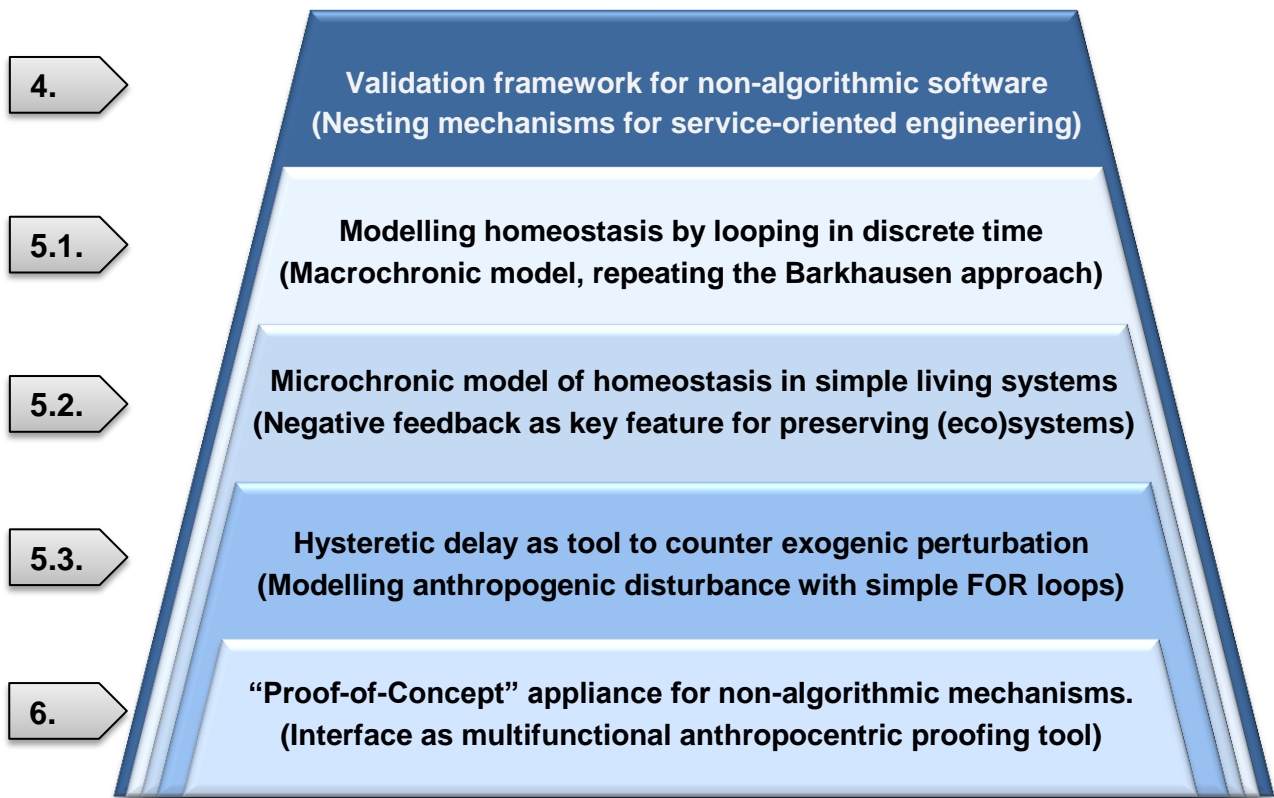 4.
Validation framework for non-algorithmic software
(Nesting mechanisms for service-oriented engineering)
5.1.
Modelling homeostasis by looping in discrete time
(Macrochronic model, repeating the Barkhausen approach)
5.2.
Microchronic model of homeostasis in simple living systems
(Negative feedback as key feature for preserving (eco)systems)
5.3.
Hysteretic delay as tool to counter exogenic perturbation
(Modelling anthropogenic disturbance with simple FOR loops)
6.
“Proof-of-Concept” appliance for non-algorithmic mechanisms.
(Interface as multifunctional anthropocentric proofing tool)